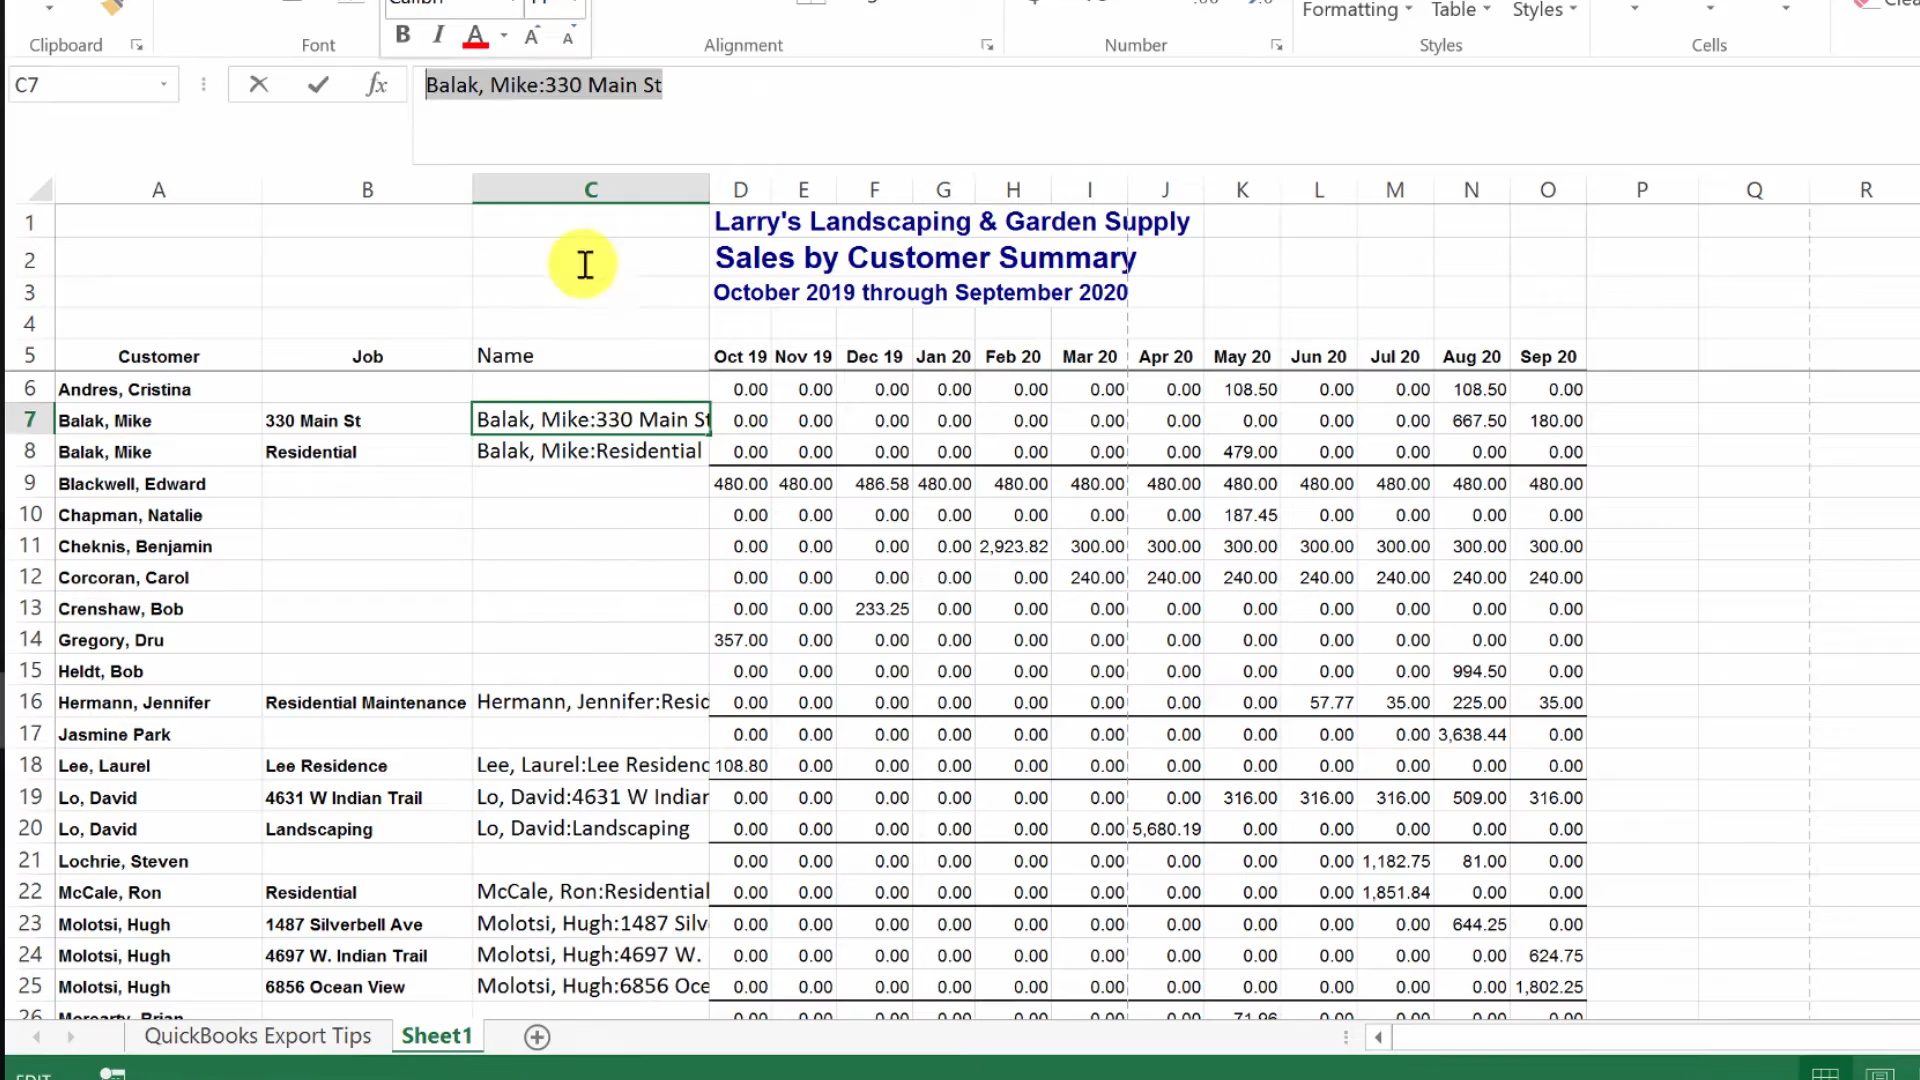 Formatting Table Styles
Clipboard Font Alignment Number Styles Cells
B I A A A
C7 fx Balak, Mike:330 Main St
A B C D E F G H I J K L M N O P Q R
1 Larry's Landscaping & Garden Supply
2 Sales by Customer Summary
3 October 2019 through September 2020
4
5 Customer Job Name Oct 19 Nov 19 Dec 19 Jan 20 Feb 20 Mar 20 Apr 20 May 20 Jun 20 Jul 20 Aug 20 Sep 20
6 Andres, Cristina 0.00 0.00 0.00 0.00 0.00 0.00 0.00 108.50 0.00 0.00 108.50 0.00
7 Balak, Mike 330 Main St Balak, Mike:330 Main St 0.00 0.00 0.00 0.00 0.00 0.00 0.00 0.00 0.00 0.00 667.50 180.00
8 Balak, Mike Residential Balak, Mike:Residential 0.00 0.00 0.00 0.00 0.00 0.00 0.00 479.00 0.00 0.00 0.00 0.00
9 Blackwell, Edward 480.00 480.00 486.58 480.00 480.00 480.00 480.00 480.00 480.00 480.00 480.00 480.00
10 Chapman, Natalie 0.00 0.00 0.00 0.00 0.00 0.00 0.00 187.45 0.00 0.00 0.00 0.00
11 Cheknis, Benjamin 0.00 0.00 0.00 0.00 2,923.82 300.00 300.00 300.00 300.00 300.00 300.00 300.00
12 Corcoran, Carol 0.00 0.00 0.00 0.00 0.00 240.00 240.00 240.00 240.00 240.00 240.00 240.00
13 Crenshaw, Bob 0.00 0.00 233.25 0.00 0.00 0.00 0.00 0.00 0.00 0.00 0.00 0.00
14 Gregory, Dru 357.00 0.00 0.00 0.00 0.00 0.00 0.00 0.00 0.00 0.00 0.00 0.00
15 Heldt, Bob 0.00 0.00 0.00 0.00 0.00 0.00 0.00 0.00 0.00 0.00 994.50 0.00
16 Hermann, Jennifer Residential Maintenance Hermann, Jennifer:Resid 0.00 0.00 0.00 0.00 0.00 0.00 0.00 0.00 57.77 35.00 225.00 35.00
17 Jasmine Park 0.00 0.00 0.00 0.00 0.00 0.00 0.00 0.00 0.00 0.00 3,638.44 0.00
18 Lee, Laurel Lee Residence Lee, Laurel:Lee Residenc 108.80 0.00 0.00 0.00 0.00 0.00 0.00 0.00 0.00 0.00 0.00 0.00
19 Lo, David 4631 W Indian Trail Lo, David:4631 W Indian 0.00 0.00 0.00 0.00 0.00 0.00 0.00 316.00 316.00 316.00 509.00 316.00
20 Lo, David Landscaping Lo, David:Landscaping 0.00 0.00 0.00 0.00 0.00 0.00 5,680.19 0.00 0.00 0.00 0.00 0.00
21 Lochrie, Steven 0.00 0.00 0.00 0.00 0.00 0.00 0.00 0.00 0.00 1,182.75 81.00 0.00
22 McCale, Ron Residential McCale, Ron:Residential 0.00 0.00 0.00 0.00 0.00 0.00 0.00 0.00 0.00 1,851.84 0.00 0.00
23 Molotsi, Hugh 1487 Silverbell Ave Molotsi, Hugh:1487 Silv 0.00 0.00 0.00 0.00 0.00 0.00 0.00 0.00 0.00 0.00 644.25 0.00
24 Molotsi, Hugh 4697 W. Indian Trail Molotsi, Hugh:4697 W. 0.00 0.00 0.00 0.00 0.00 0.00 0.00 0.00 0.00 0.00 0.00 624.75
25 Molotsi, Hugh 6856 Ocean View Molotsi, Hugh:6856 Oce 0.00 0.00 0.00 0.00 0.00 0.00 0.00 0.00 0.00 0.00 0.00 1,802.25
26 0.00 0.00 0.00 0.00 0.00 0.00 0.00 71.96 0.00 0.00 0.00 0.00
QuickBooks Export Tips Sheet1
EDIT